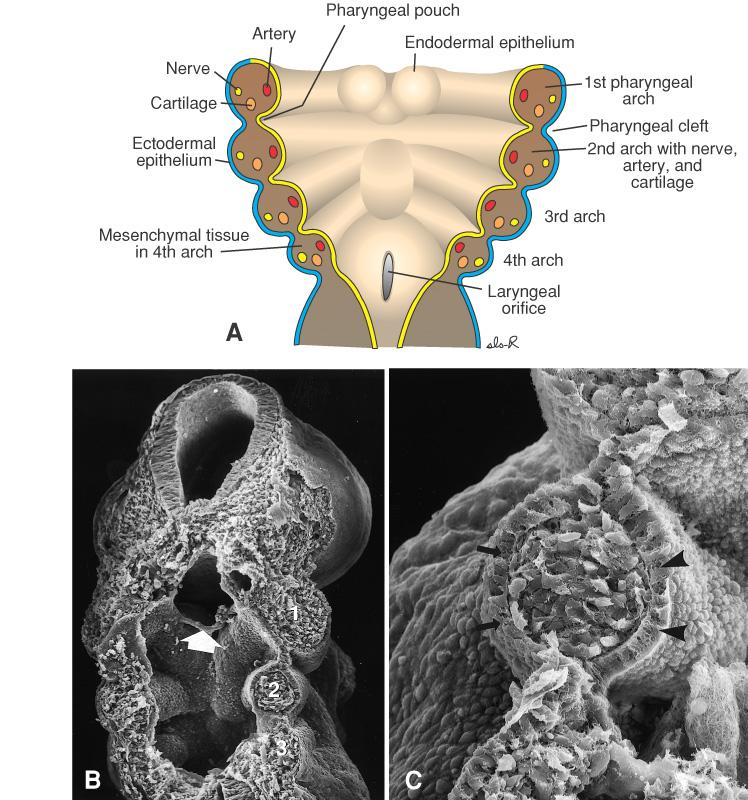 Pharyngeal pouch
Artery
Endodermal epithelium
Nerve
1st pharyngeal
arch
Cartilage
Pharyngeal cleft
Ectodermal
epithelium
2nd arch with nerve,
artery, and
cartilage
3rd arch
Mesenchymal tissue
in 4th arch
4th arch
Laryngeal
orifice
A
sls-R
1
2
3
B
C